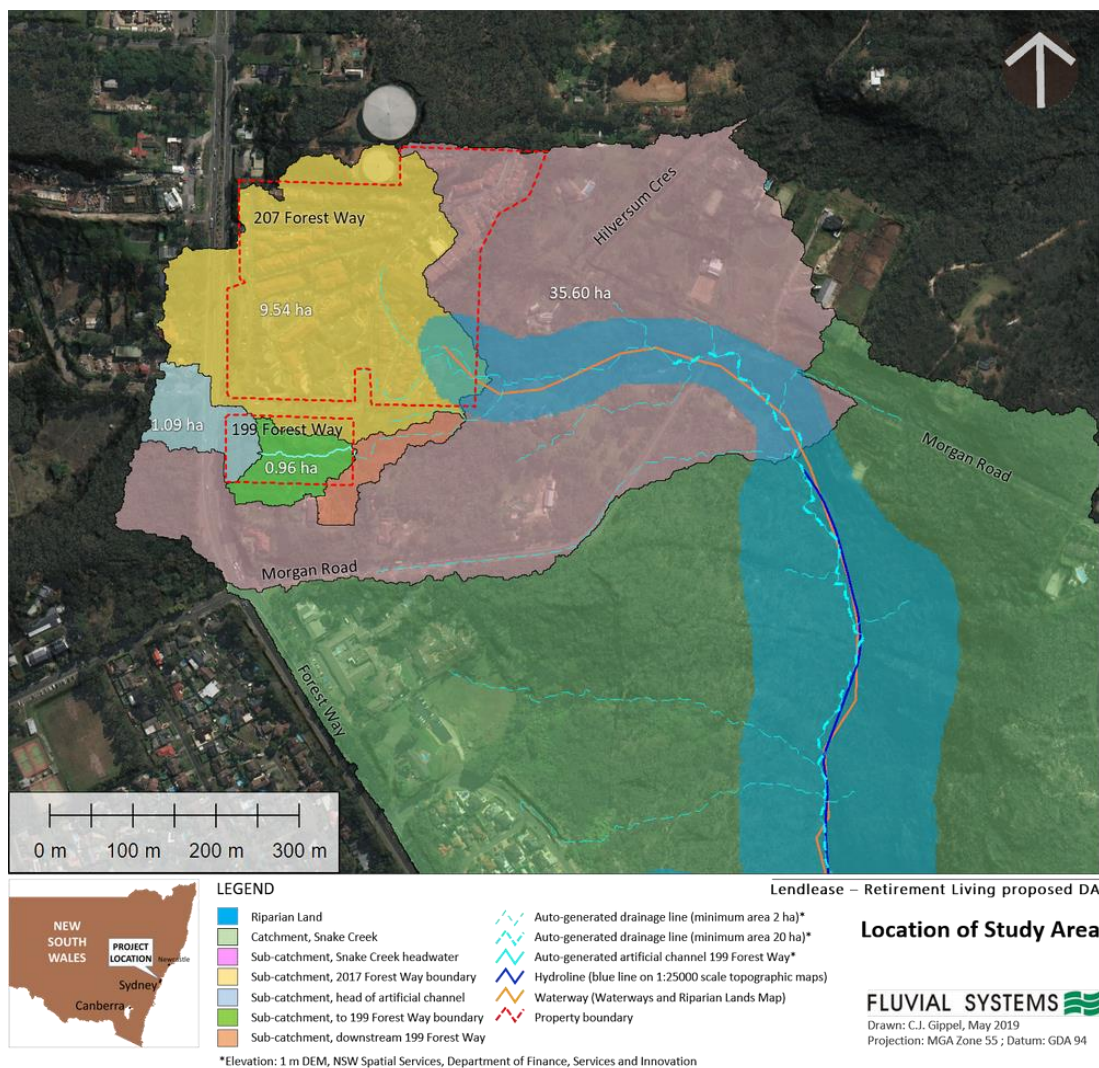 207 Forest Way
Hilversum Cres
9.54 ha
35.60 ha
1.09 ha
199 Forest Way
0.96 ha
Morgan Road
Morgan Road
Forest Way
0 m 100 m 200 m 300 m
NEW
SOUTH
WALES
PROJECT
LOCATION
Newcastle
Sydney
Canberra
LEGEND
Riparian Land
Catchment, Snake Creek
Sub-catchment, Snake Creek headwater
Sub-catchment, 2017 Forest Way boundary
Sub-catchment, head of artificial channel
Sub-catchment, to 199 Forest Way boundary
Sub-catchment, downstream 199 Forest Way
Auto-generated drainage line (minimum area 2 ha)*
Auto-generated drainage line (minimum area 20 ha)*
Auto-generated artificial channel 199 Forest Way*
Hydroline (blue line on 1:25000 scale topographic maps)
Waterway (Waterways and Riparian Lands Map)
Property boundary
*Elevation: 1 m DEM, NSW Spatial Services, Department of Finance, Services and Innovation
Lendlease – Retirement Living proposed DA
Location of Study Area
FLUVIAL SYSTEMS
Drawn: C.J. Gippel, May 2019
Projection: MGA Zone 55 ; Datum: GDA 94